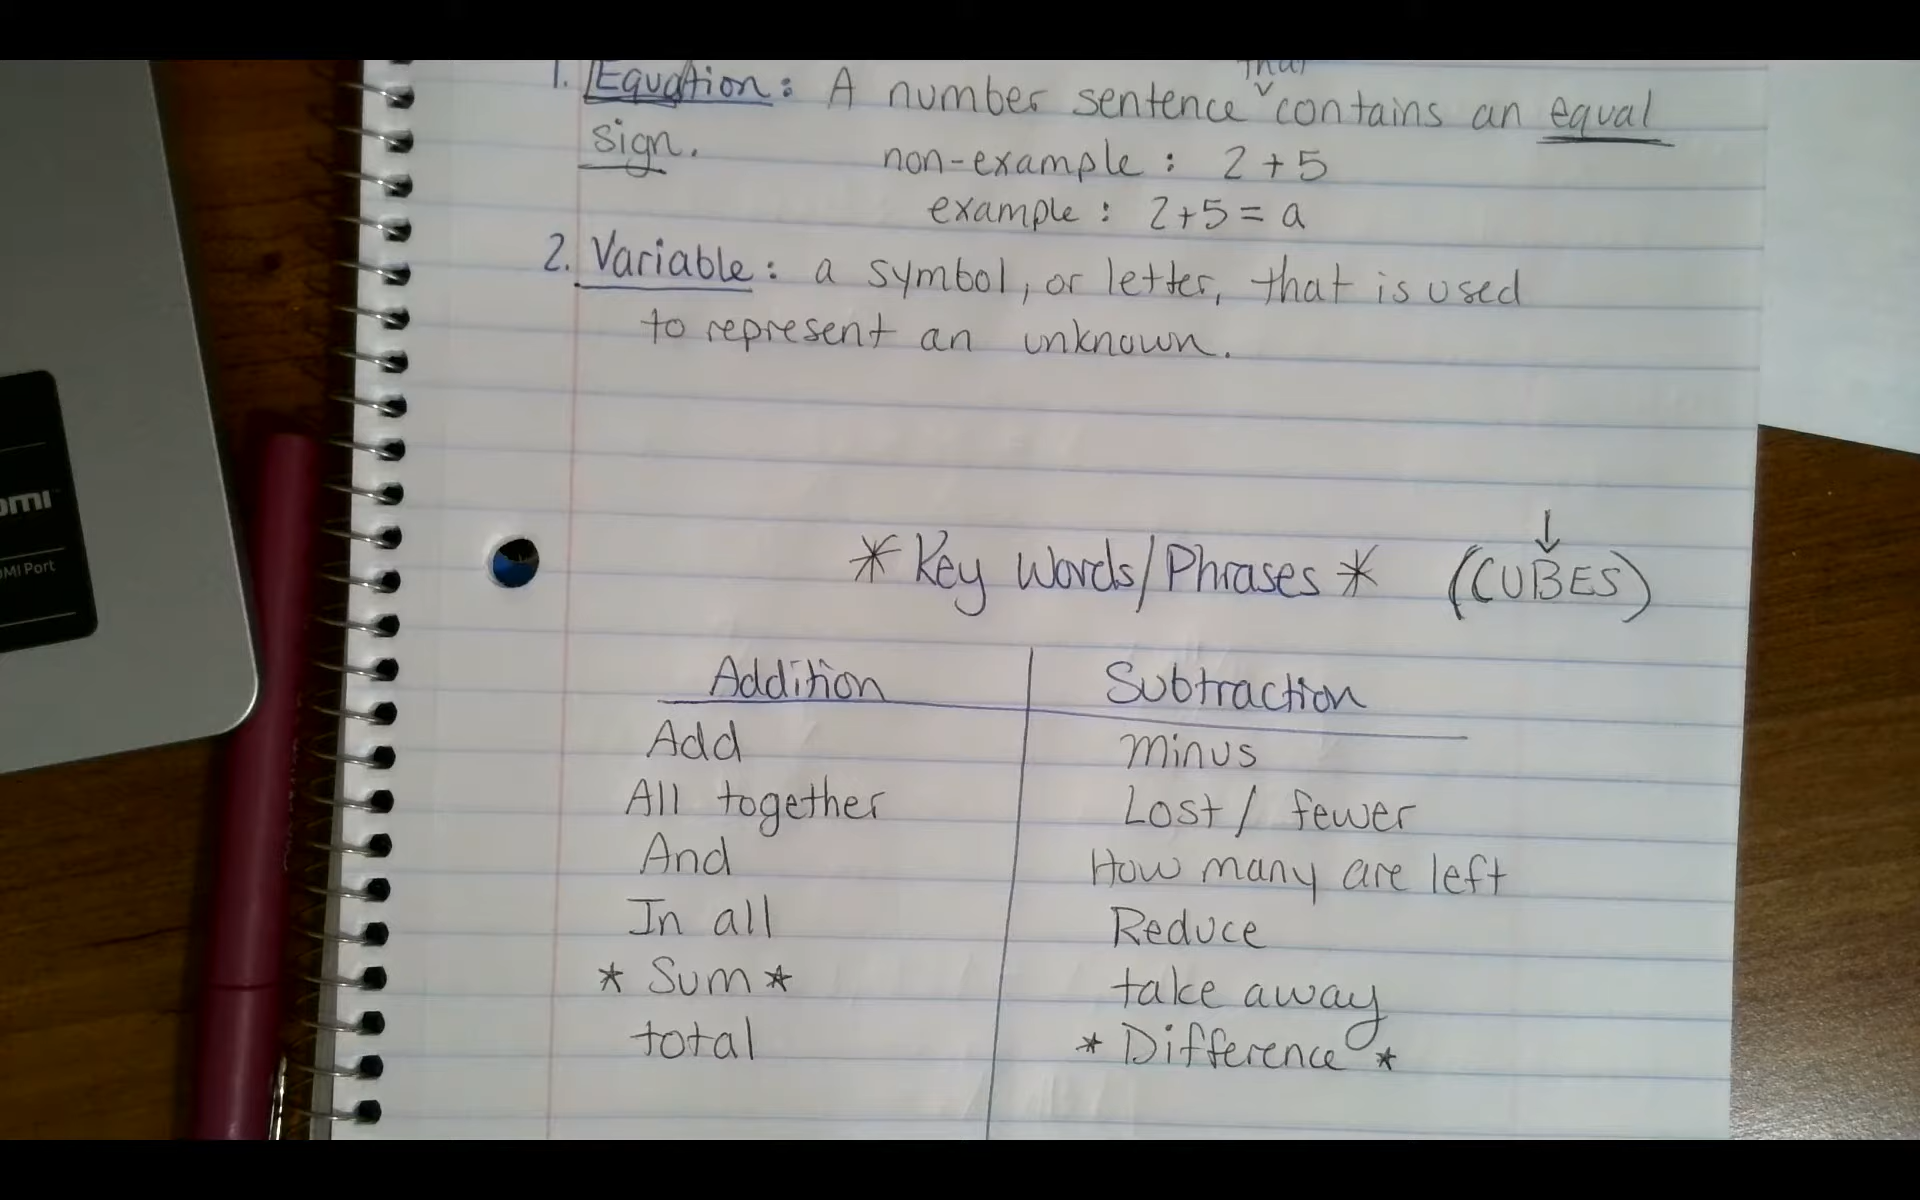 that
1. Equation: A number sentence ˅ contains an equal
sign.
non-example: 2 + 5
example: 2+5 = a
2. Variable: a symbol, or letter, that is used
to represent an unknown.
↓
* Key Words/Phrases * (CUBES)
Addition Subtraction
Add Minus
All together Lost / fewer
And How many are left
In all Reduce
* Sum * take away
total * Difference *
MI Port